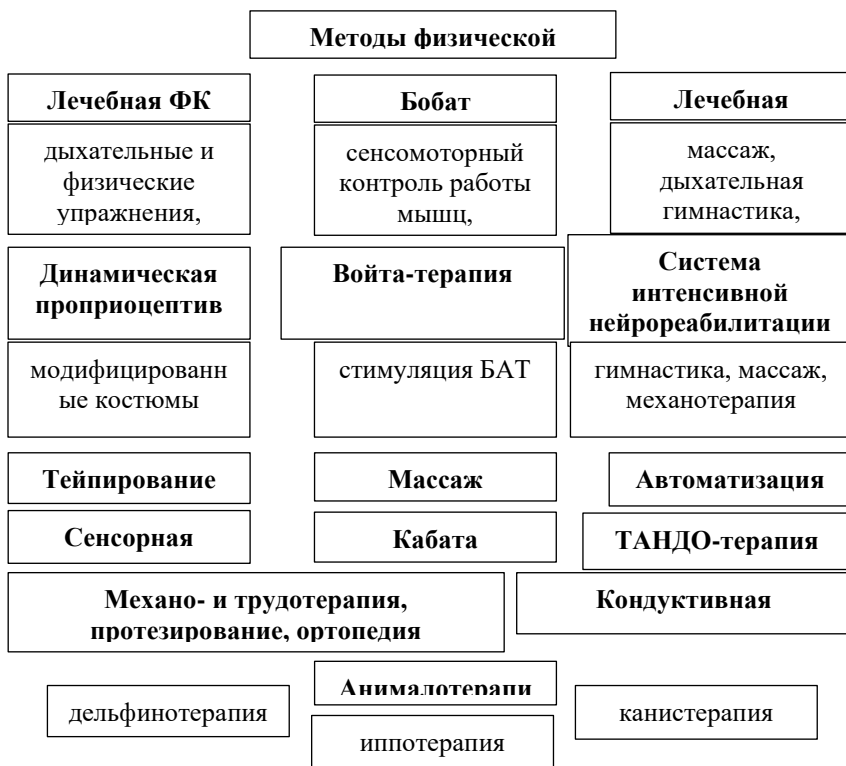 Методы физической
Лечебная ФК
Бобат
Лечебная
дыхательные и
физические
упражнения,
сенсомоторный
контроль работы
мышц,
массаж,
дыхательная
гимнастика,
Динамическая
проприоцептив
Войта-терапия
Система
интенсивной
нейрореабилитации
модифицированн
ые костюмы
стимуляция БАТ
гимнастика, массаж,
механотерапия
Тейпирование
Массаж
Автоматизация
Сенсорная
Кабата
ТАНДО-терапия
Механо- и трудотерапия,
протезирование, ортопедия
Кондуктивная
Анималотерапи
дельфинотерапия
иппотерапия
канистерапия